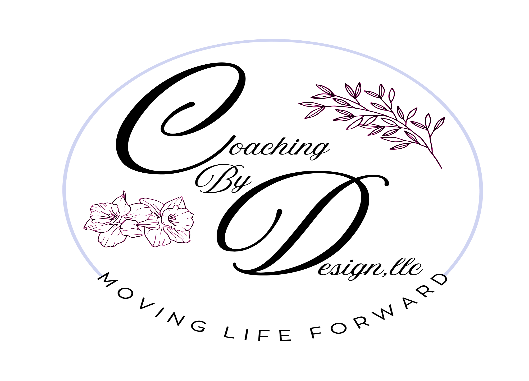 Coaching
By
Design,llc
MOVING LIFE FORWARD